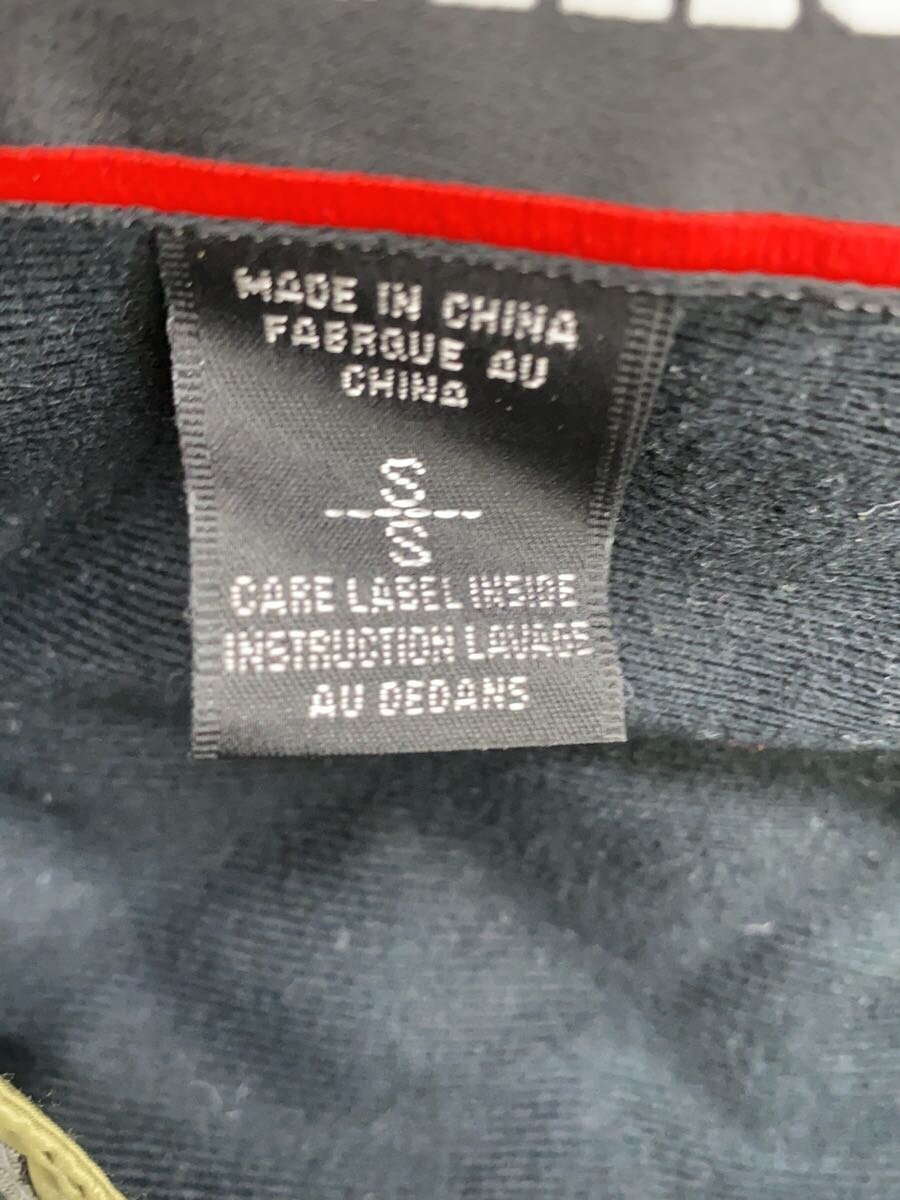 MADE IN CHINA
FABRQUE AU
CHINA
S
S
CARE LABEL INSIDE
INSTRUCTION LAVAGE
AU DEDANS